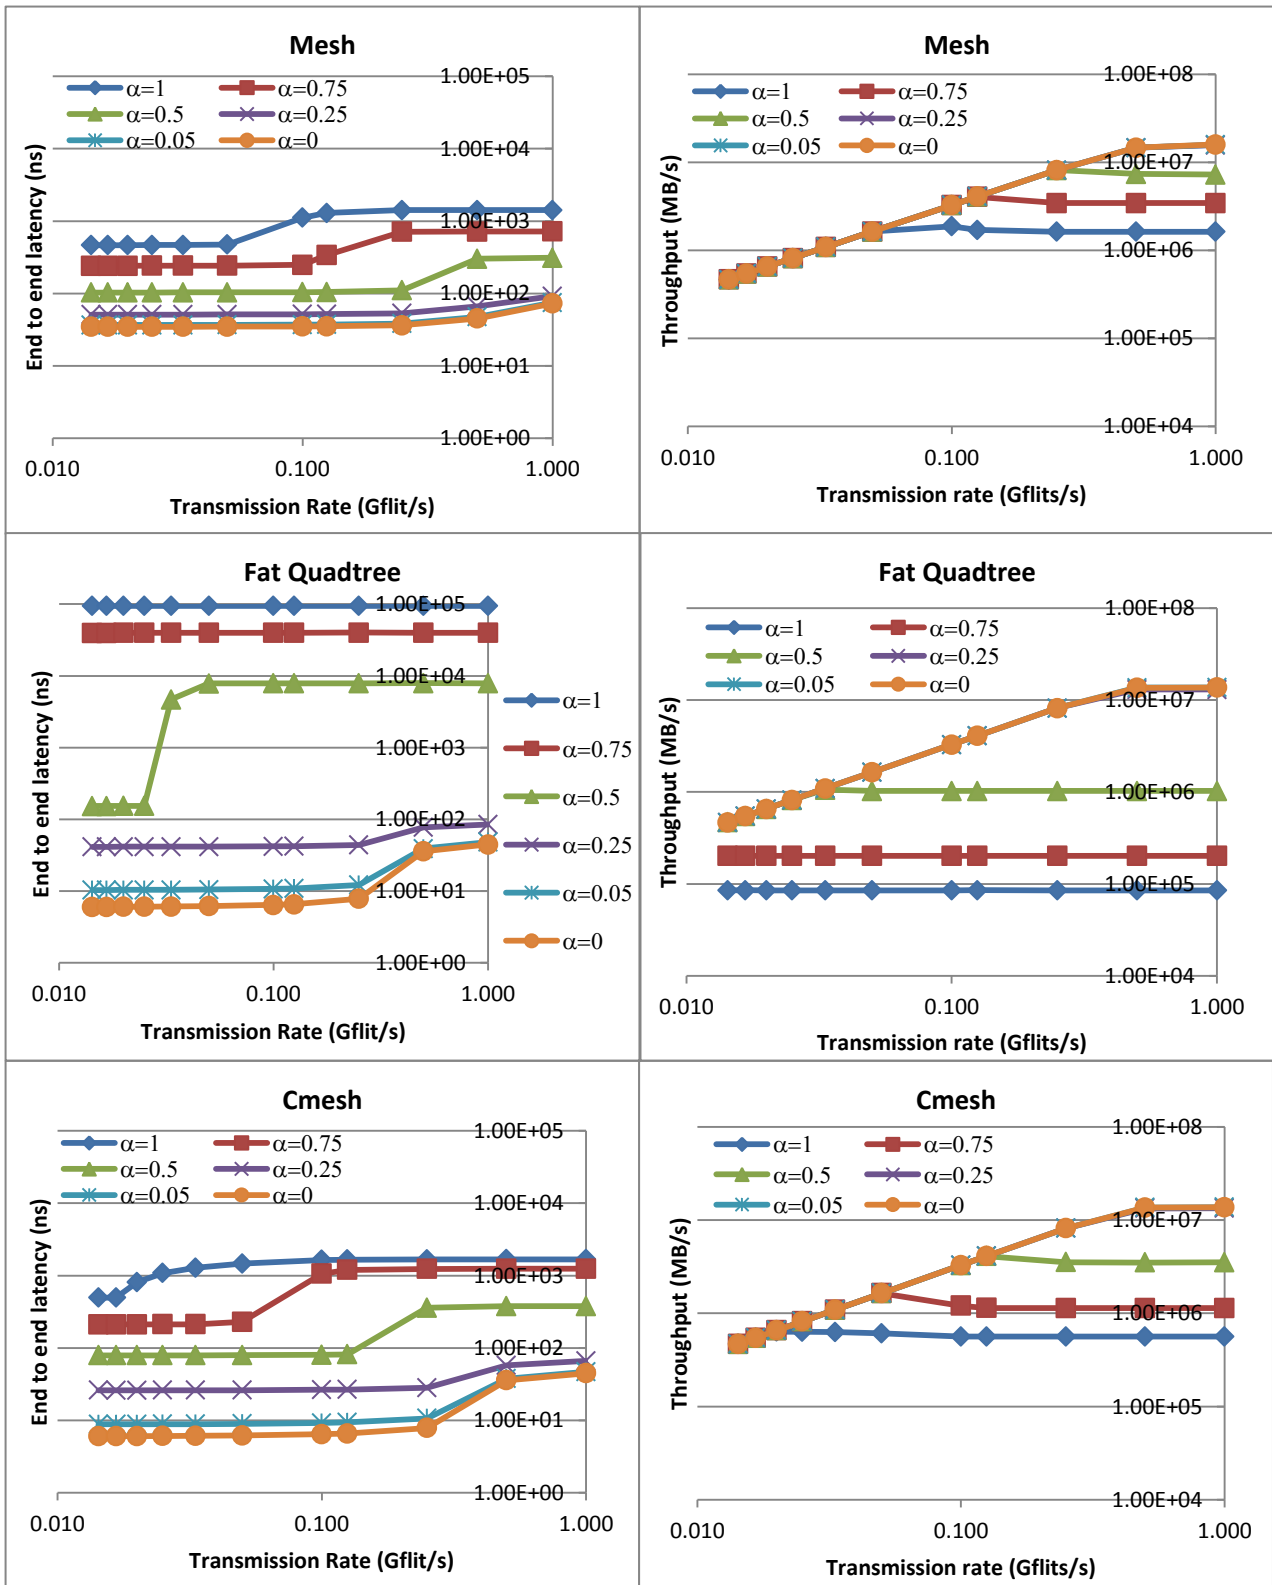 Mesh
α=1 α=0.75
α=0.5 α=0.25
α=0.05 α=0
End to end latency (ns)
1.00E+05
1.00E+04
1.00E+03
1.00E+02
1.00E+01
1.00E+00
0.010 0.100 1.000
Transmission Rate (Gflit/s)
Mesh
α=1 α=0.75
α=0.5 α=0.25
α=0.05 α=0
Throughput (MB/s)
1.00E+08
1.00E+07
1.00E+06
1.00E+05
1.00E+04
0.010 0.100 1.000
Transmission rate (Gflits/s)
Fat Quadtree
End to end latency (ns)
1.00E+05
1.00E+04
1.00E+03
1.00E+02
1.00E+01
1.00E+00
α=1
α=0.75
α=0.5
α=0.25
α=0.05
α=0
0.010 0.100 1.000
Transmission Rate (Gflit/s)
Fat Quadtree
α=1 α=0.75
α=0.5 α=0.25
α=0.05 α=0
Throughput (MB/s)
1.00E+08
1.00E+07
1.00E+06
1.00E+05
1.00E+04
0.010 0.100 1.000
Transmission rate (Gflits/s)
Cmesh
α=1 α=0.75
α=0.5 α=0.25
α=0.05 α=0
End to end latency (ns)
1.00E+05
1.00E+04
1.00E+03
1.00E+02
1.00E+01
1.00E+00
0.010 0.100 1.000
Transmission Rate (Gflit/s)
Cmesh
α=1 α=0.75
α=0.5 α=0.25
α=0.05 α=0
Throughput (MB/s)
1.00E+08
1.00E+07
1.00E+06
1.00E+05
1.00E+04
0.010 0.100 1.000
Transmission rate (Gflits/s)